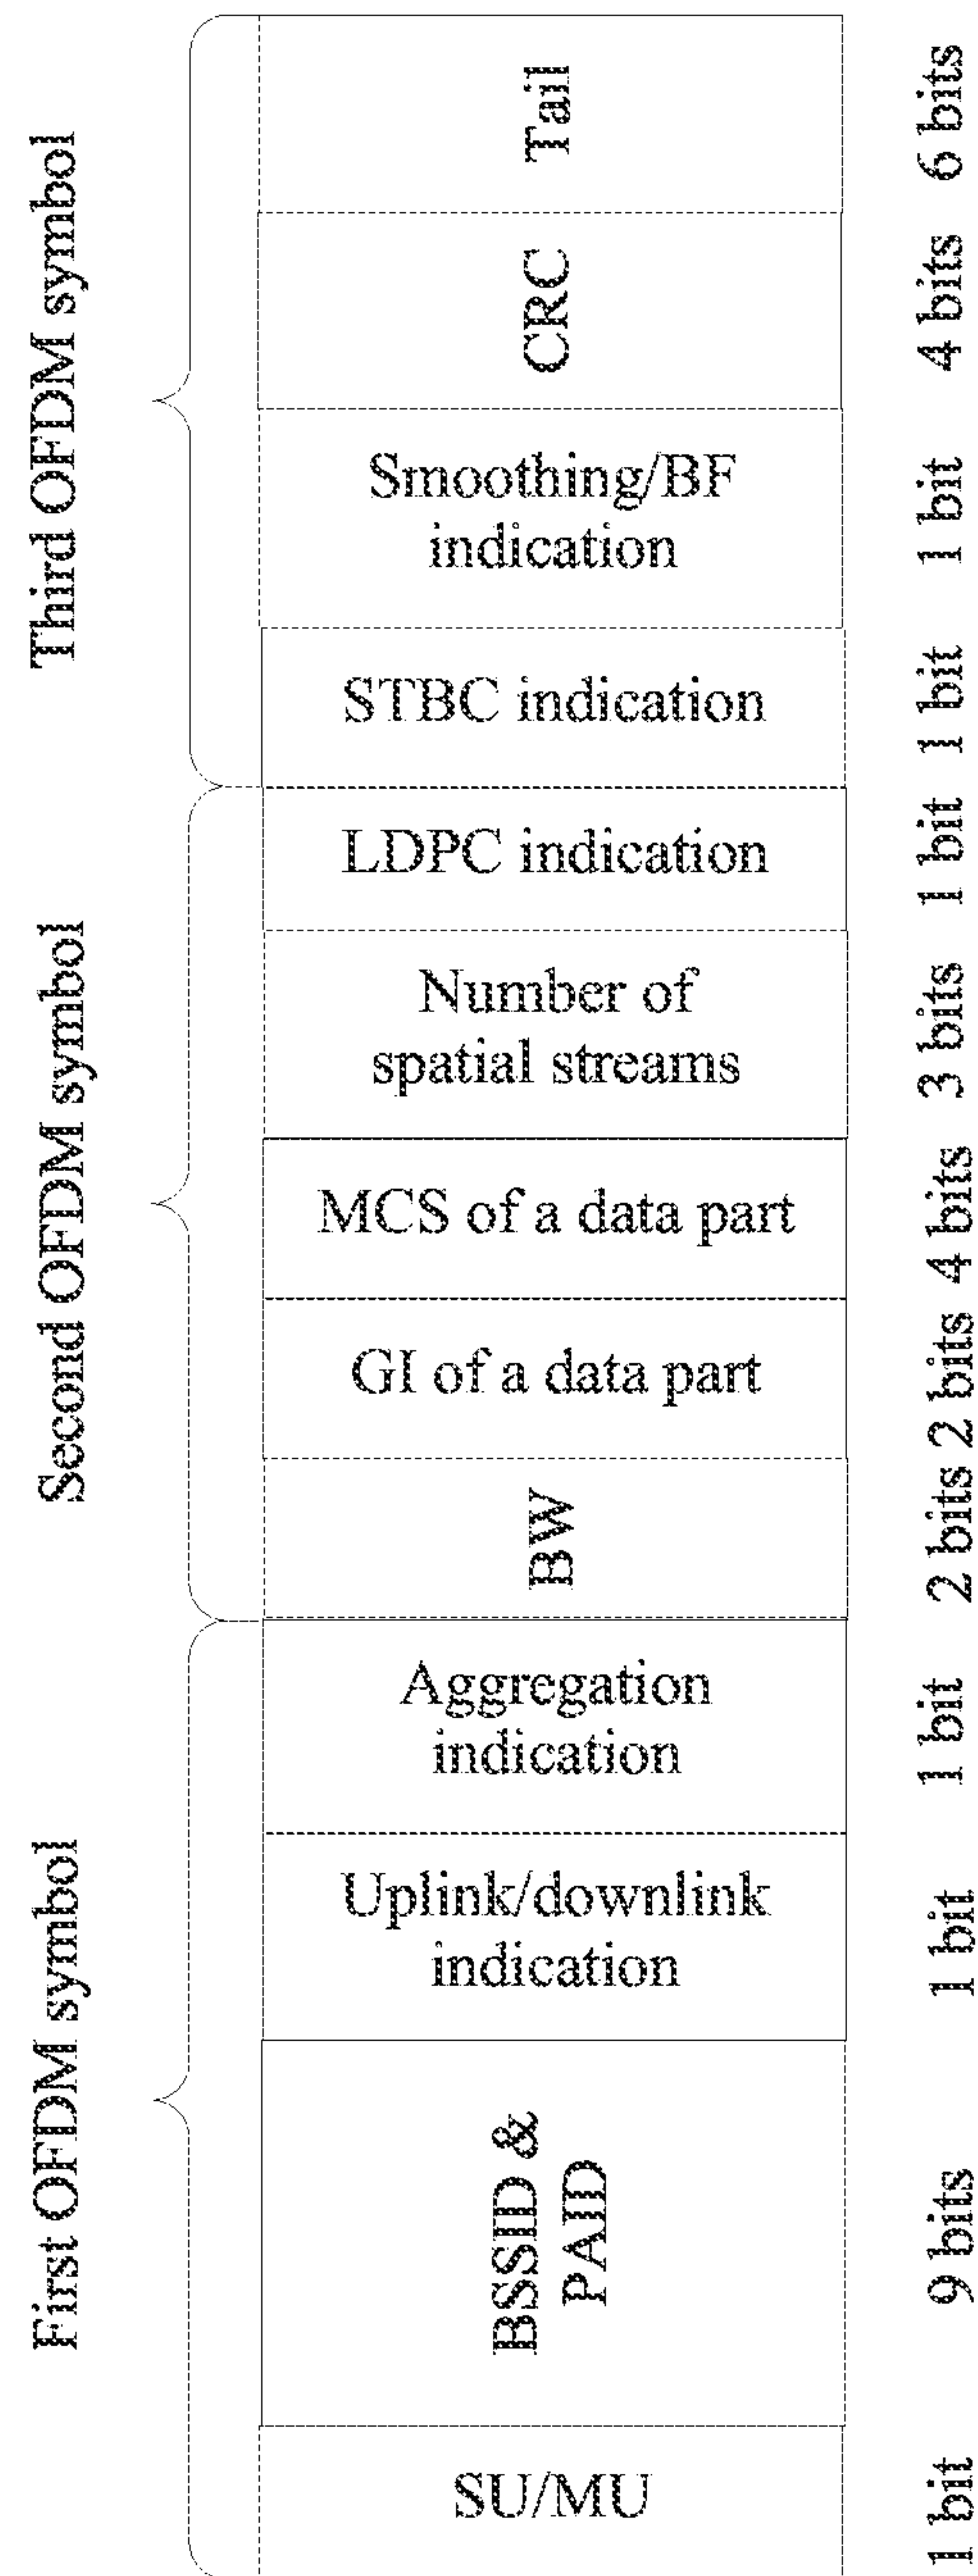 First OFDM symbol
Second OFDM symbol
Third OFDM symbol
SU/MU
BSSID &
PAID
Uplink/downlink
indication
Aggregation
indication
BW
GI of a data part
MCS of a data part
Number of
spatial streams
LDPC indication
STBC indication
Smoothing/BF
indication
CRC
Tail
1 bit
9 bits
1 bit
1 bit
2 bits
2 bits
4 bits
3 bits
1 bit
1 bit
1 bit
4 bits
6 bits